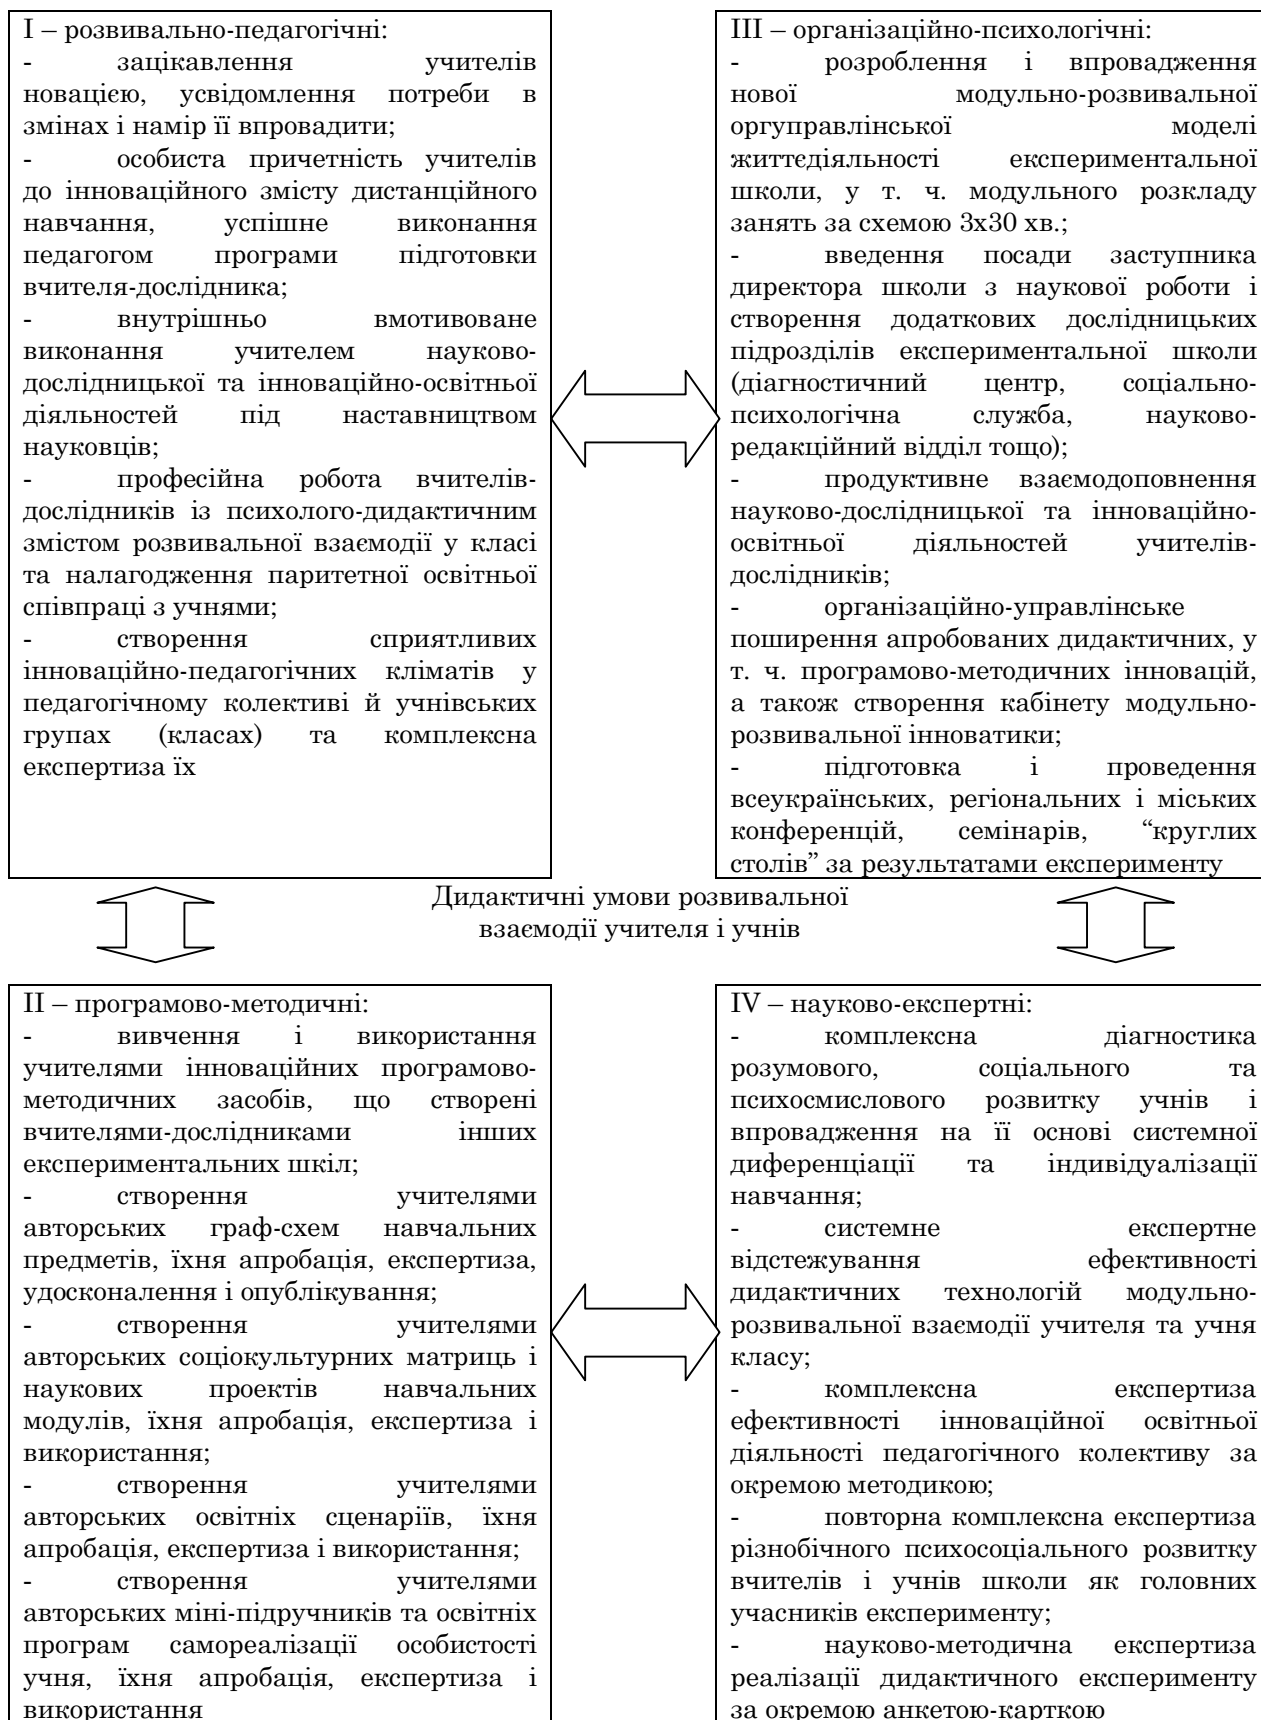 I – розвивально-педагогічні:
- зацікавлення учителів
новацією, усвідомлення потреби в
змінах і намір її впровадити;
- особиста причетність учителів
до інноваційного змісту дистанційного
навчання, успішне виконання
педагогом програми підготовки
вчителя-дослідника;
- внутрішньо вмотивоване
виконання учителем науково-
дослідницької та інноваційно-освітньої
діяльностей під наставництвом
науковців;
- професійна робота вчителів-
дослідників із психолого-дидактичним
змістом розвивальної взаємодії у класі
та налагодження паритетної освітньої
співпраці з учнями;
- створення сприятливих
інноваційно-педагогічних кліматів у
педагогічному колективі й учнівських
групах (класах) та комплексна
експертиза їх
III – організаційно-психологічні:
- розроблення і впровадження
нової модульно-розвивальної
оргуправлінської моделі
життєдіяльності експериментальної
школи, у т. ч. модульного розкладу
занять за схемою 3х30 хв.;
- введення посади заступника
директора школи з наукової роботи і
створення додаткових дослідницьких
підрозділів експериментальної школи
(діагностичний центр, соціально-
психологічна служба, науково-
редакційний відділ тощо);
- продуктивне взаємодоповнення
науково-дослідницької та інноваційно-
освітньої діяльностей учителів-
дослідників;
- організаційно-управлінське
поширення апробованих дидактичних, у
т. ч. програмово-методичних інновацій,
а також створення кабінету модульно-
розвивальної інноватики;
- підготовка і проведення
всеукраїнських, регіональних і міських
конференцій, семінарів, “круглих
столів” за результатами експерименту
Дидактичні умови розвивальної
взаємодії учителя і учнів
II – програмово-методичні:
- вивчення і використання
учителями інноваційних програмово-
методичних засобів, що створені
вчителями-дослідниками інших
експериментальних шкіл;
- створення учителями
авторських граф-схем навчальних
предметів, їхня апробація, експертиза,
удосконалення і опублікування;
- створення учителями
авторських соціокультурних матриць і
наукових проектів навчальних
модулів, їхня апробація, експертиза і
використання;
- створення учителями
авторських освітніх сценаріїв, їхня
апробація, експертиза і використання;
- створення учителями
авторських міні-підручників та освітніх
програм самореалізації особистості
учня, їхня апробація, експертиза і
використання
IV – науково-експертні:
- комплексна діагностика
розумового, соціального та
психосмислового розвитку учнів і
впровадження на її основі системної
диференціації та індивідуалізації
навчання;
- системне експертне
відстежування ефективності
дидактичних технологій модульно-
розвивальної взаємодії учителя та учня
класу;
- комплексна експертиза
ефективності інноваційної освітньої
діяльності педагогічного колективу за
окремою методикою;
- повторна комплексна експертиза
різнобічного психосоціального розвитку
вчителів і учнів школи як головних
учасників експерименту;
- науково-методична експертиза
реалізації дидактичного експерименту
за окремою анкетою-карткою